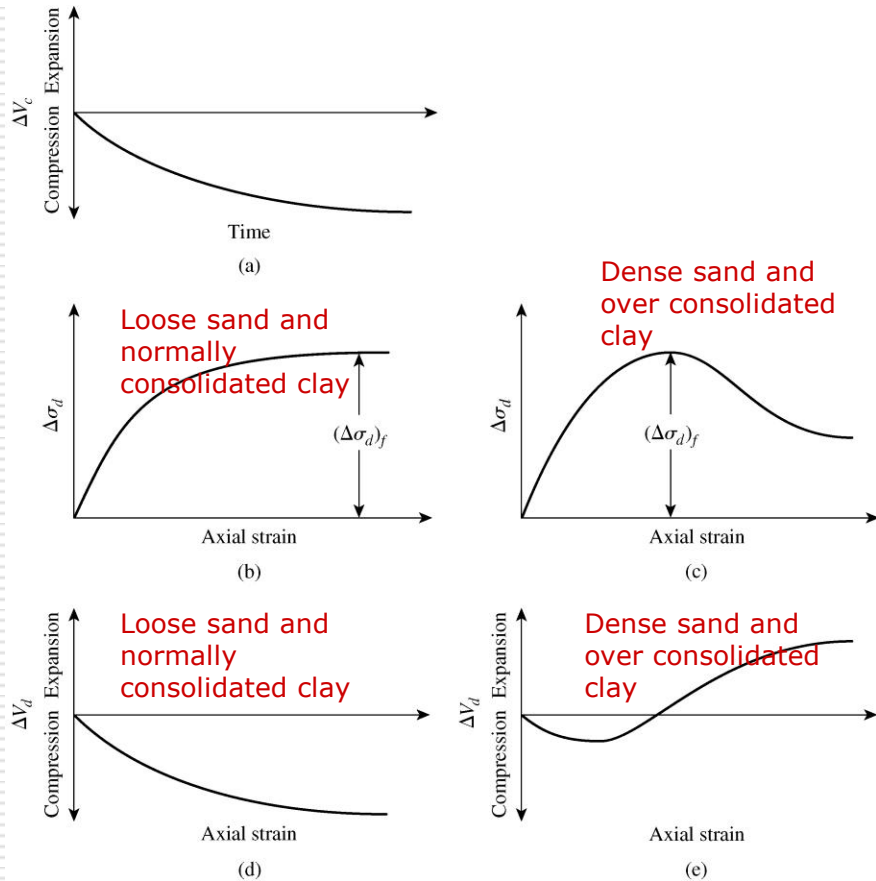 Expansion
ΔV_c
Compression
Time
(a)
Loose sand and
normally
consolidated clay
Δσ_d
(Δσ_d)_f
Axial strain
(b)
Dense sand and
over consolidated
clay
Δσ_d
(Δσ_d)_f
Axial strain
(c)
Loose sand and
normally
consolidated clay
Expansion
ΔV_d
Compression
Axial strain
(d)
Dense sand and
over consolidated
clay
Expansion
ΔV_d
Compression
Axial strain
(e)